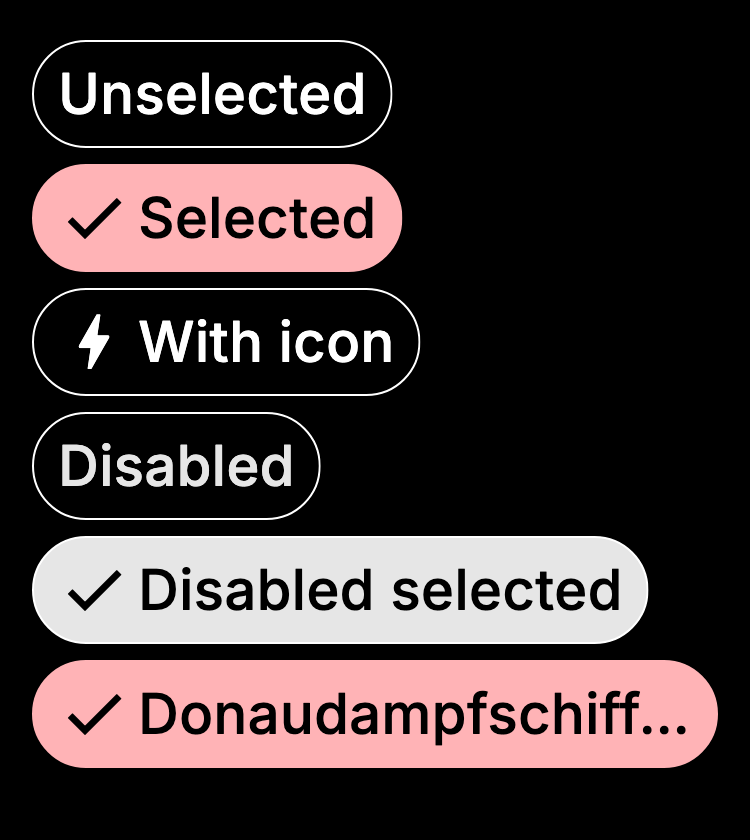 Unselected
Selected
With icon
Disabled
Disabled selected
Donaudampfschiff...